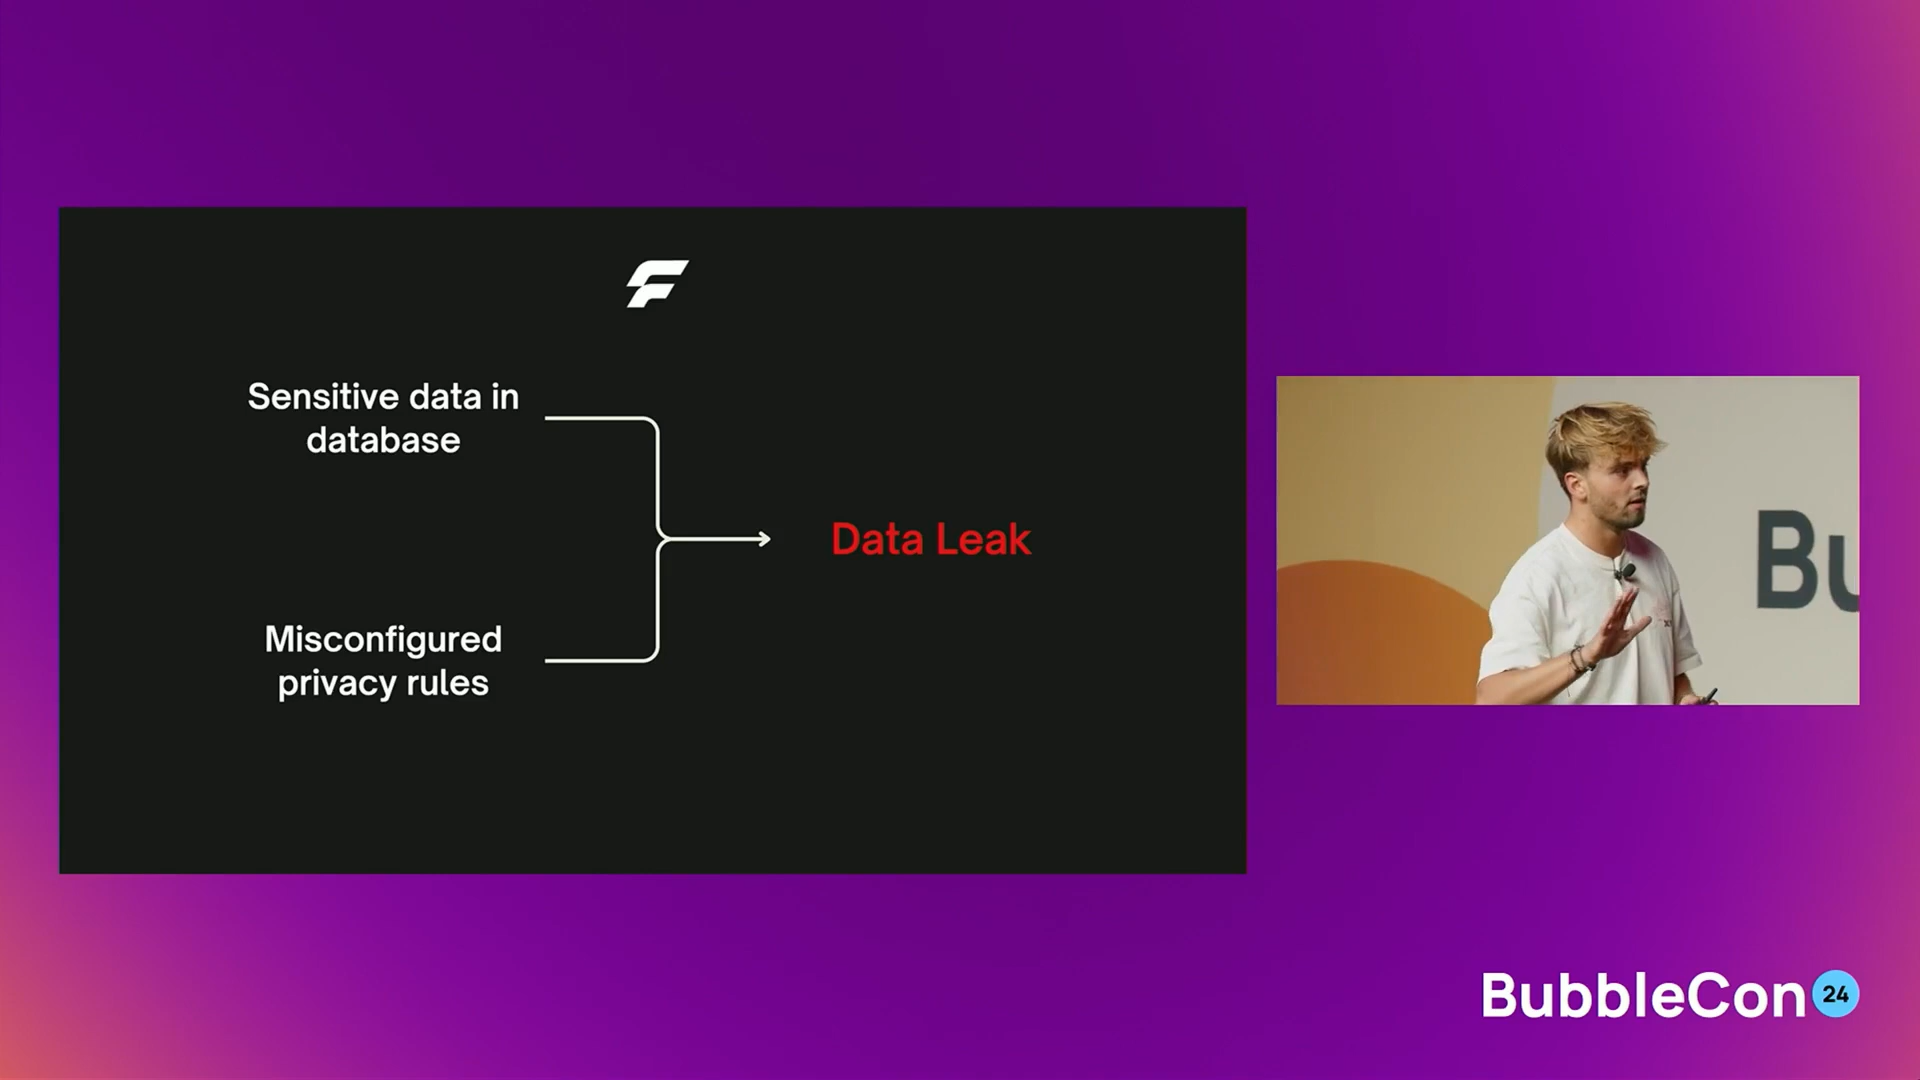 Sensitive data in
database
Misconfigured
privacy rules
Data Leak
Bu
BubbleCon 24